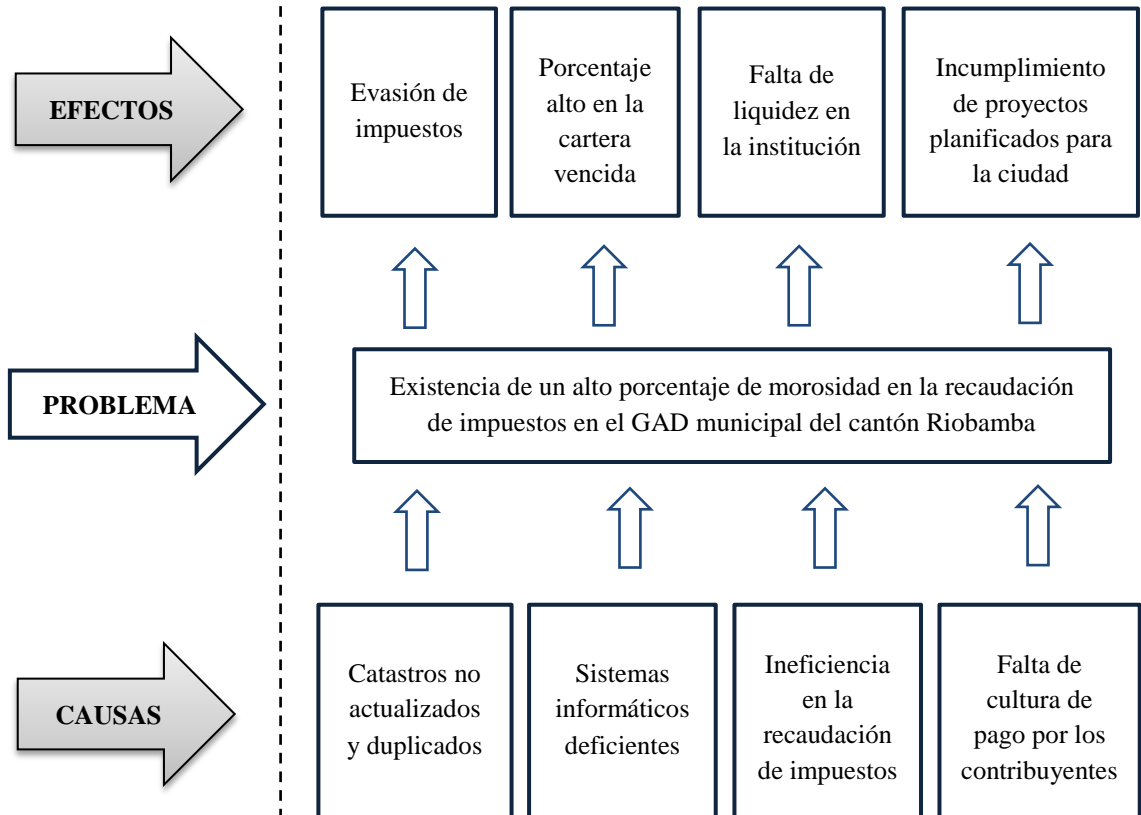 EFECTOS
Evasión de
impuestos
Porcentaje
alto en la
cartera
vencida
Falta de
liquidez en
la institución
Incumplimiento
de proyectos
planificados para
la ciudad
PROBLEMA
Existencia de un alto porcentaje de morosidad en la recaudación
de impuestos en el GAD municipal del cantón Riobamba
CAUSAS
Catastros no
actualizados
y duplicados
Sistemas
informáticos
deficientes
Ineficiencia
en la
recaudación
de impuestos
Falta de
cultura de
pago por los
contribuyentes